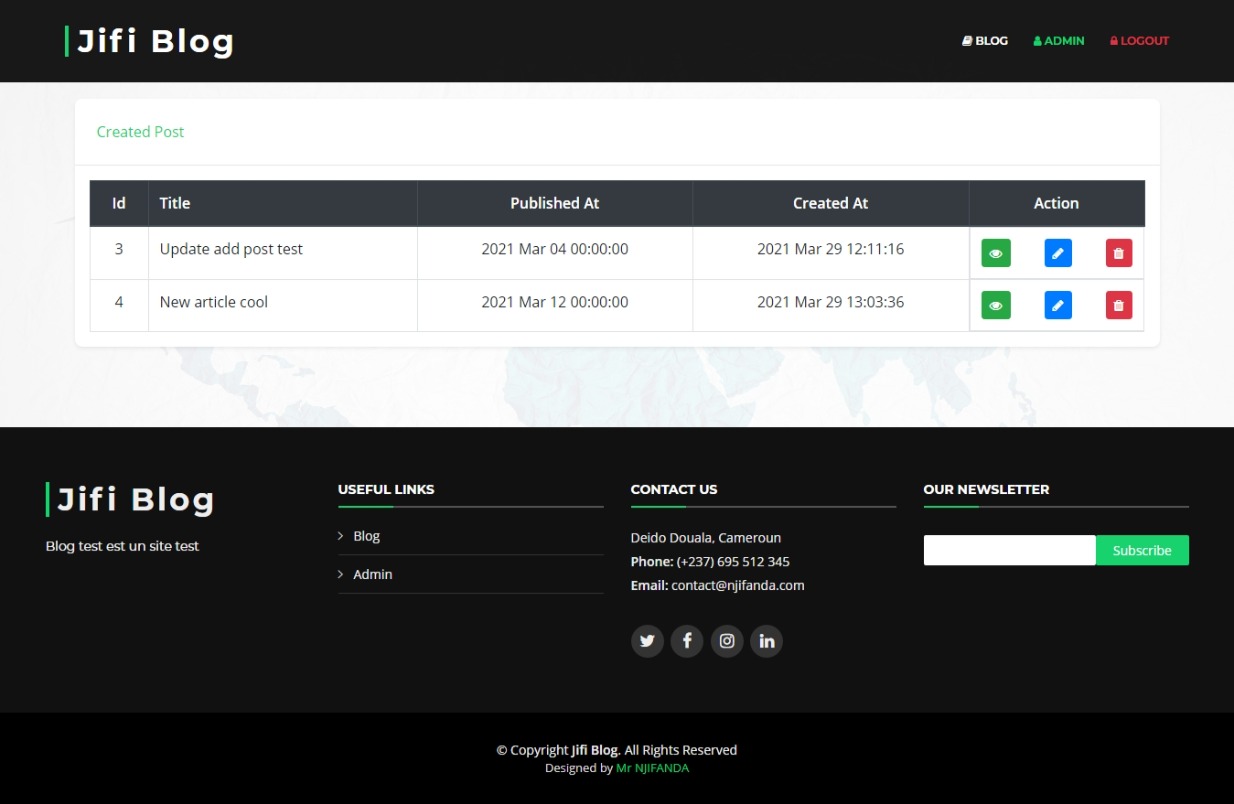 Jifi Blog
BLOG ADMIN LOGOUT
Created Post
Id Title Published At Created At Action
3 Update add post test 2021 Mar 04 00:00:00 2021 Mar 29 12:11:16
4 New article cool 2021 Mar 12 00:00:00 2021 Mar 29 13:03:36
Jifi Blog
Blog test est un site test
USEFUL LINKS
Blog
Admin
CONTACT US
Deido Douala, Cameroun
Phone: (+237) 695 512 345
Email: contact@njifanda.com
OUR NEWSLETTER
Subscribe
© Copyright Jifi Blog. All Rights Reserved
Designed by Mr NJIFANDA